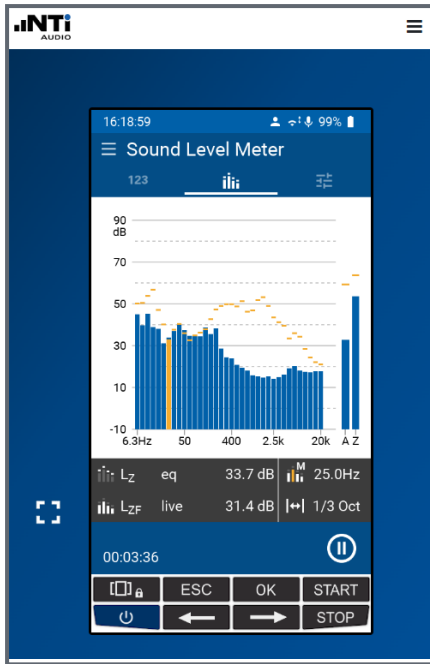 NTi
AUDIO
16:18:59 99%
Sound Level Meter
123
90
dB
70
50
30
10
-10
6.3Hz 50 400 2.5k 20k A Z
LZ eq 33.7 dB M 25.0Hz
LZF live 31.4 dB 1/3 Oct
00:03:36
ESC OK START
STOP